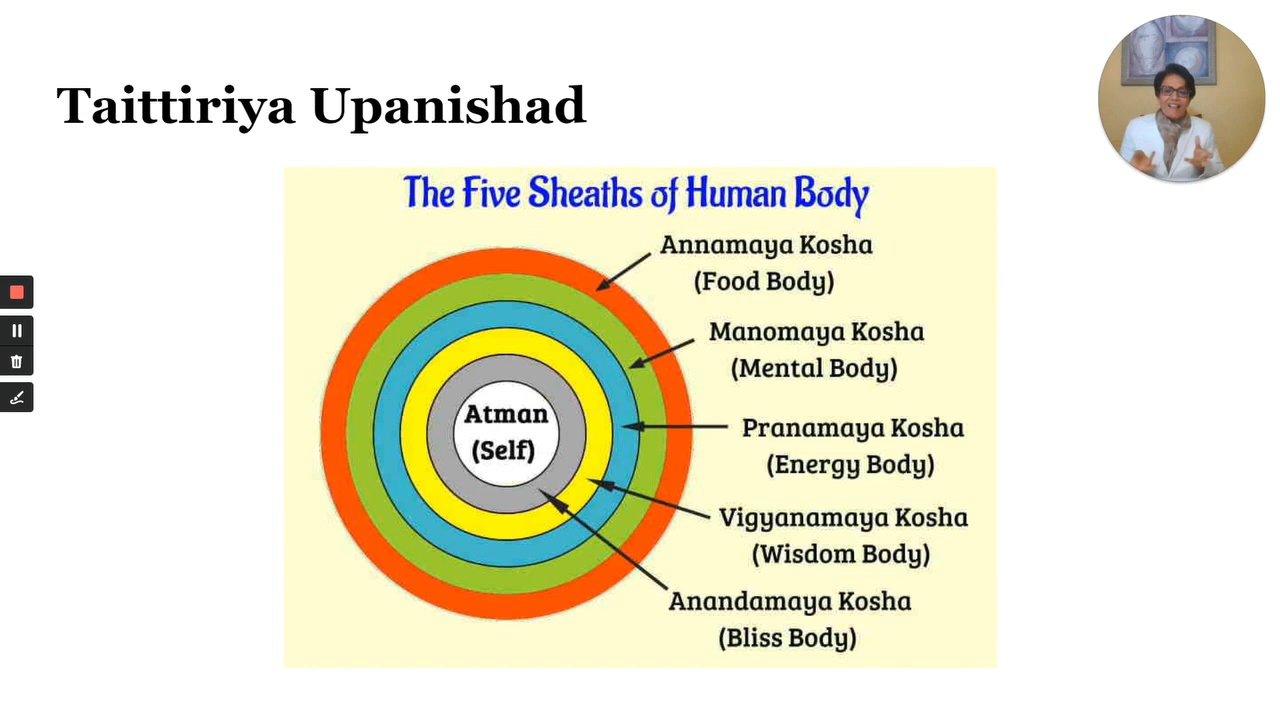 Taittiriya Upanishad
The Five Sheaths of Human Body
Annamaya Kosha
(Food Body)
Manomaya Kosha
(Mental Body)
Pranamaya Kosha
(Energy Body)
Vigyanamaya Kosha
(Wisdom Body)
Anandamaya Kosha
(Bliss Body)
Atman
(Self)